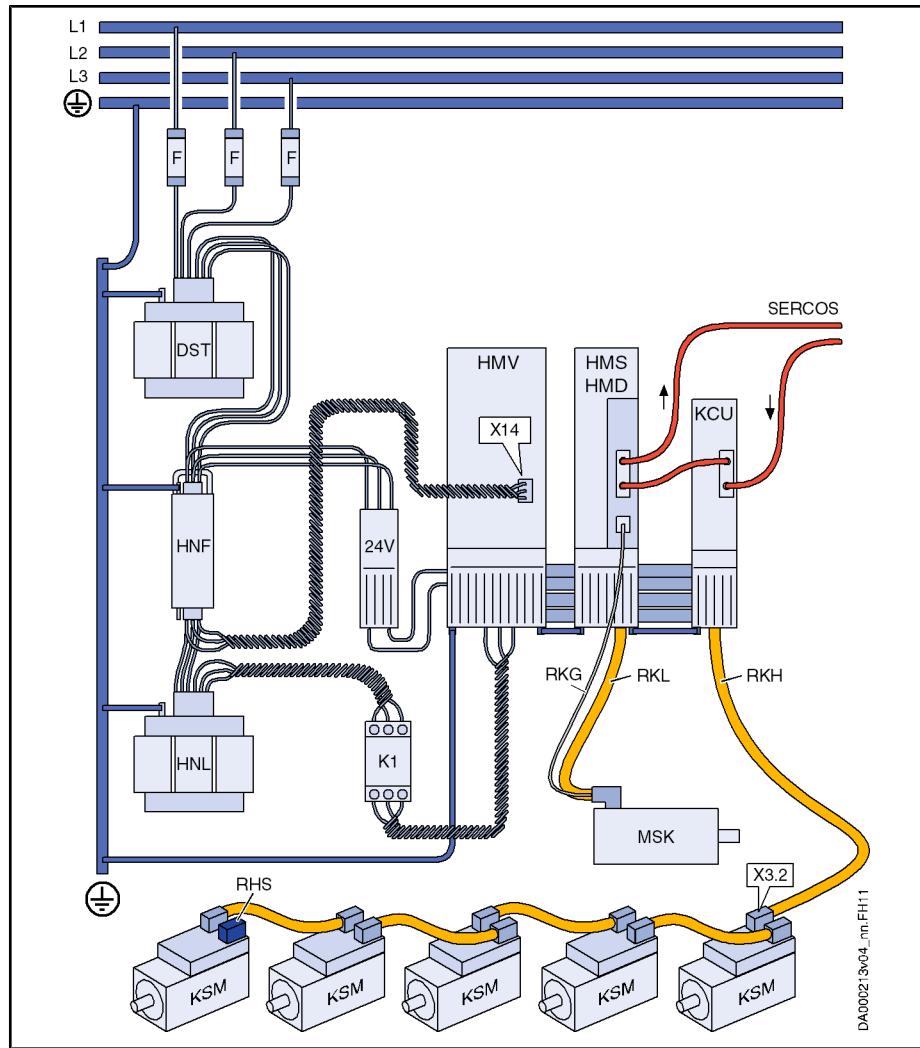 L1
L2
L3
F
F
F
DST
SERCOS
HMV
HMS
HMD
KCU
X14
HNF
24V
RKG
RKL
RKH
HNL
K1
MSK
X3.2
RHS
KSM
KSM
KSM
KSM
KSM
DA000213v04_nn.FH11